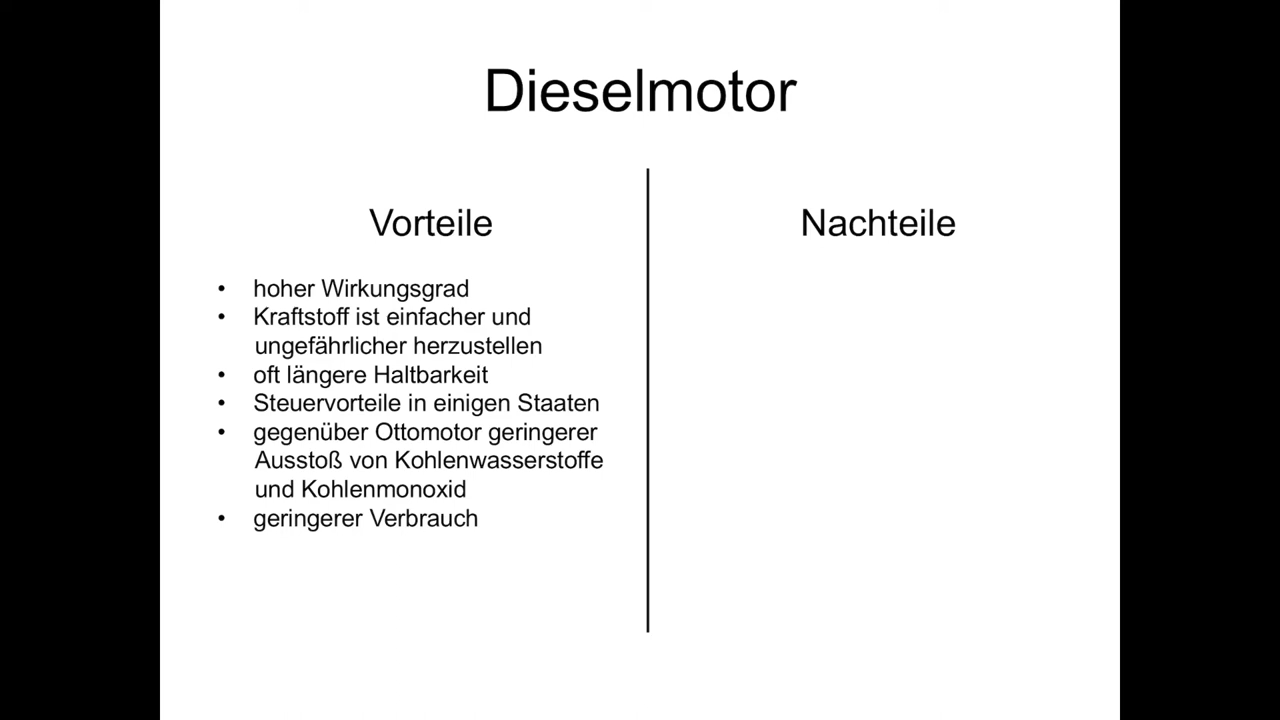 Dieselmotor
Vorteile
• hoher Wirkungsgrad
• Kraftstoff ist einfacher und
ungefährlicher herzustellen
• oft längere Haltbarkeit
• Steuervorteile in einigen Staaten
• gegenüber Ottomotor geringerer
Ausstoß von Kohlenwasserstoffe
und Kohlenmonoxid
• geringerer Verbrauch
Nachteile